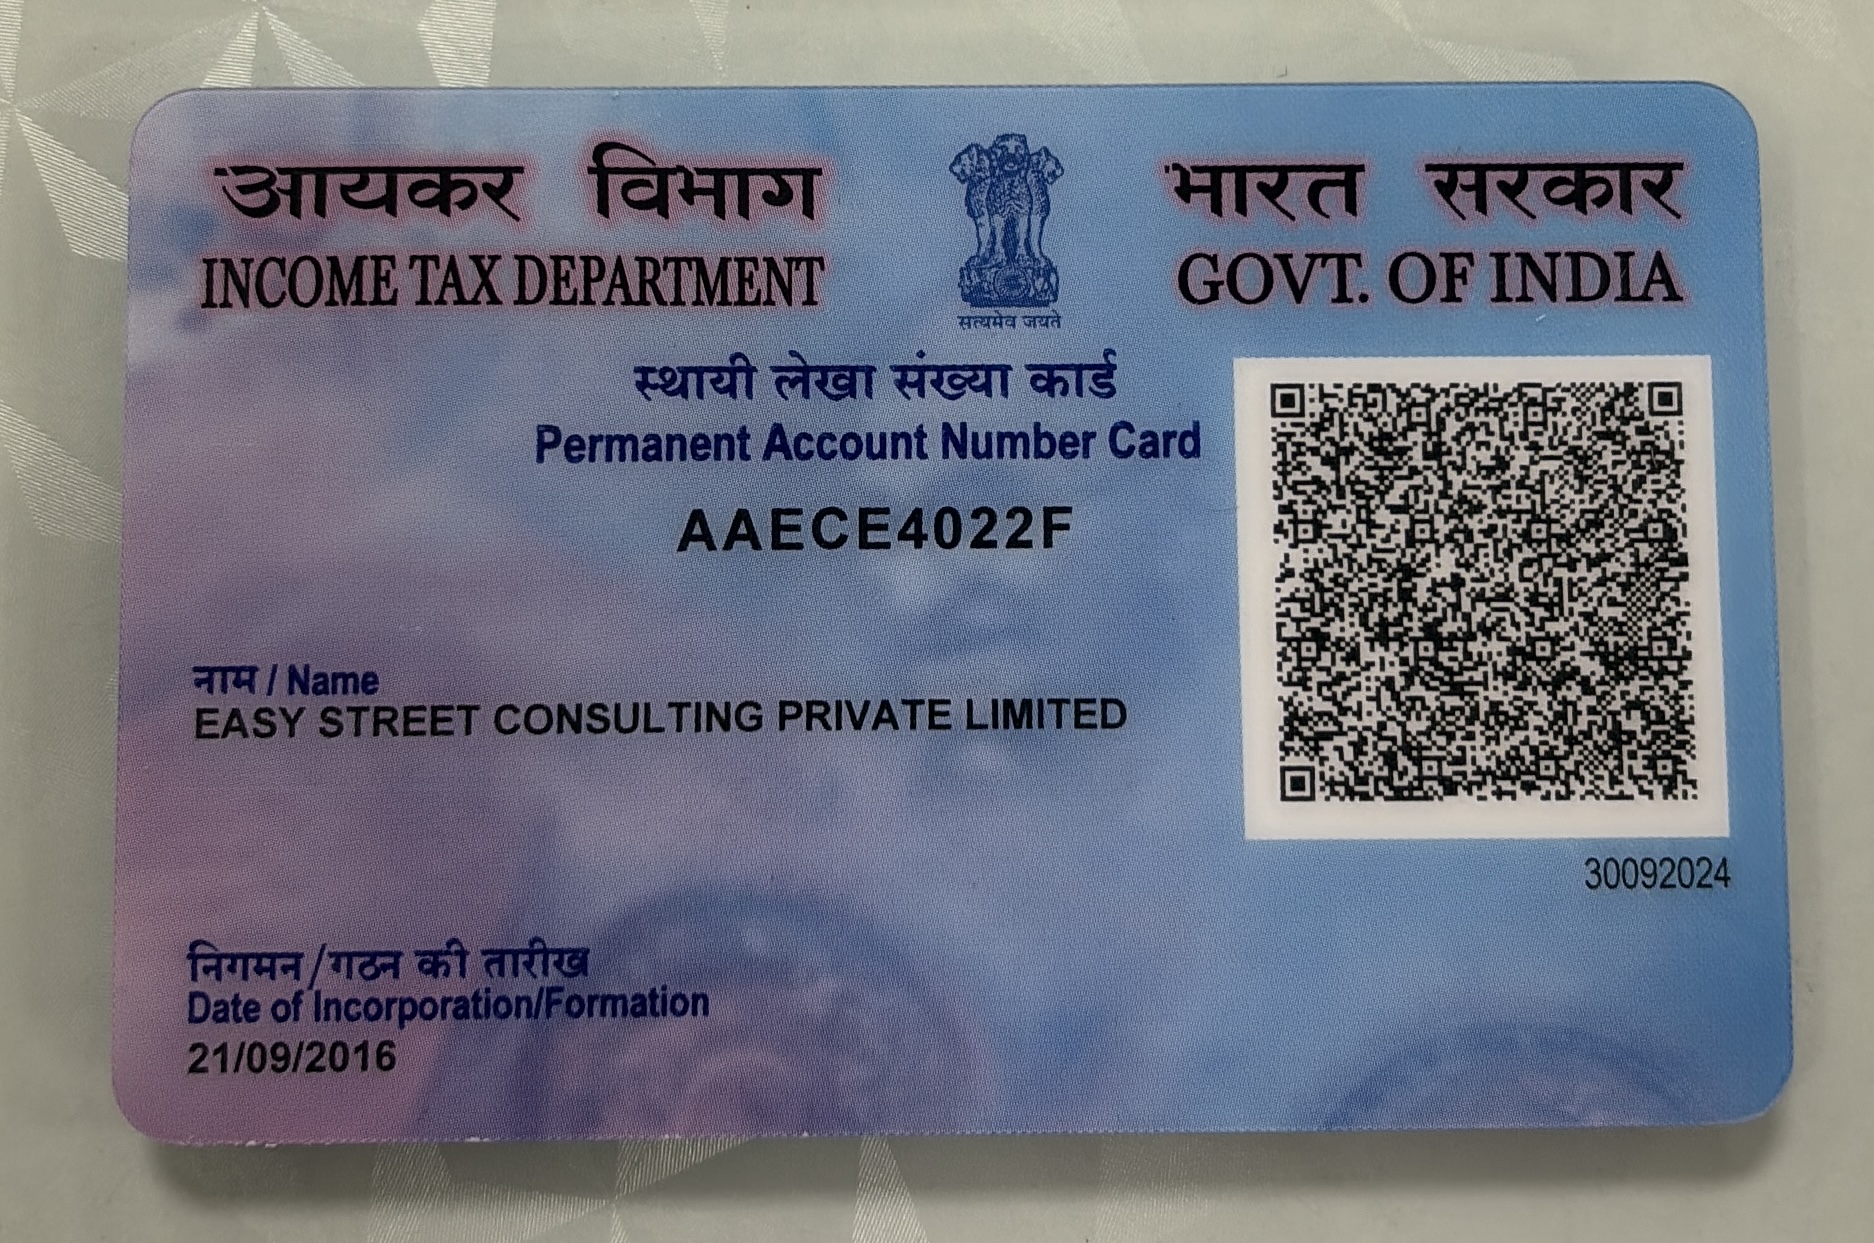 आयकर विभाग
INCOME TAX DEPARTMENT
सत्यमेव जयते
भारत सरकार
GOVT. OF INDIA
स्थायी लेखा संख्या कार्ड
Permanent Account Number Card
AAECE4022F
नाम / Name
EASY STREET CONSULTING PRIVATE LIMITED
30092024
निगमन/गठन की तारीख
Date of Incorporation/Formation
21/09/2016